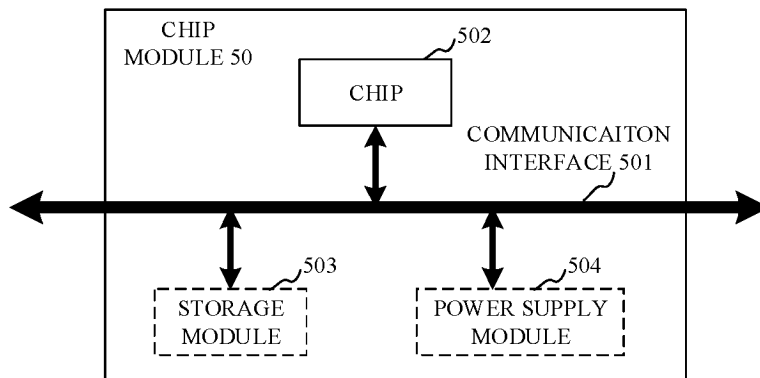 CHIP
MODULE 50
502
CHIP
COMMUNICAITON
INTERFACE 501
503
STORAGE
MODULE
504
POWER SUPPLY
MODULE